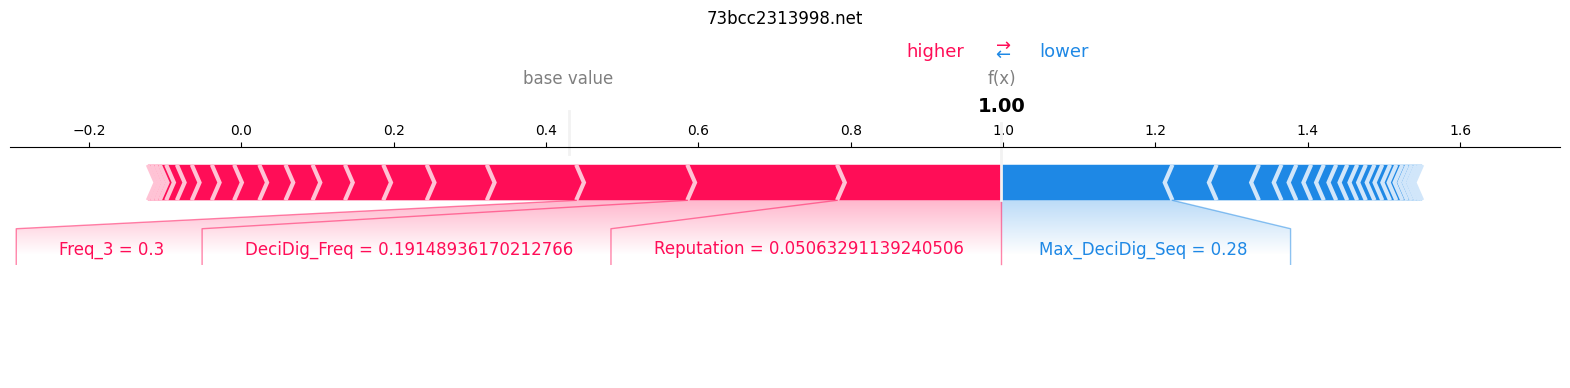 73bcc2313998.net
higher ⇄ lower
base value f(x)
1.00
−0.2 0.0 0.2 0.4 0.6 0.8 1.0 1.2 1.4 1.6
Freq_3 = 0.3 DeciDig_Freq = 0.19148936170212766 Reputation = 0.05063291139240506 Max_DeciDig_Seq = 0.28